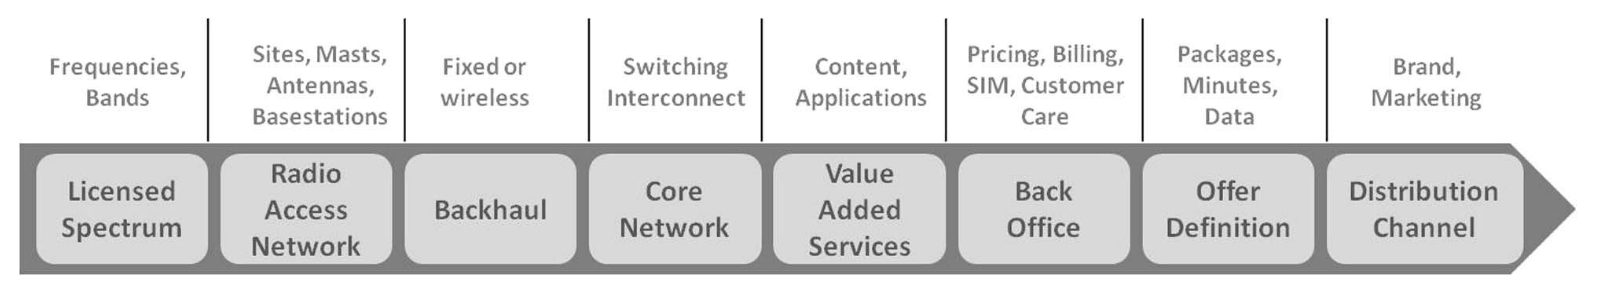 Frequencies,
Bands
Sites, Masts,
Antennas,
Basestations
Fixed or
wireless
Switching
Interconnect
Content,
Applications
Pricing, Billing,
SIM, Customer
Care
Packages,
Minutes,
Data
Brand,
Marketing
Licensed
Spectrum
Radio
Access
Network
Backhaul
Core
Network
Value
Added
Services
Back
Office
Offer
Definition
Distribution
Channel